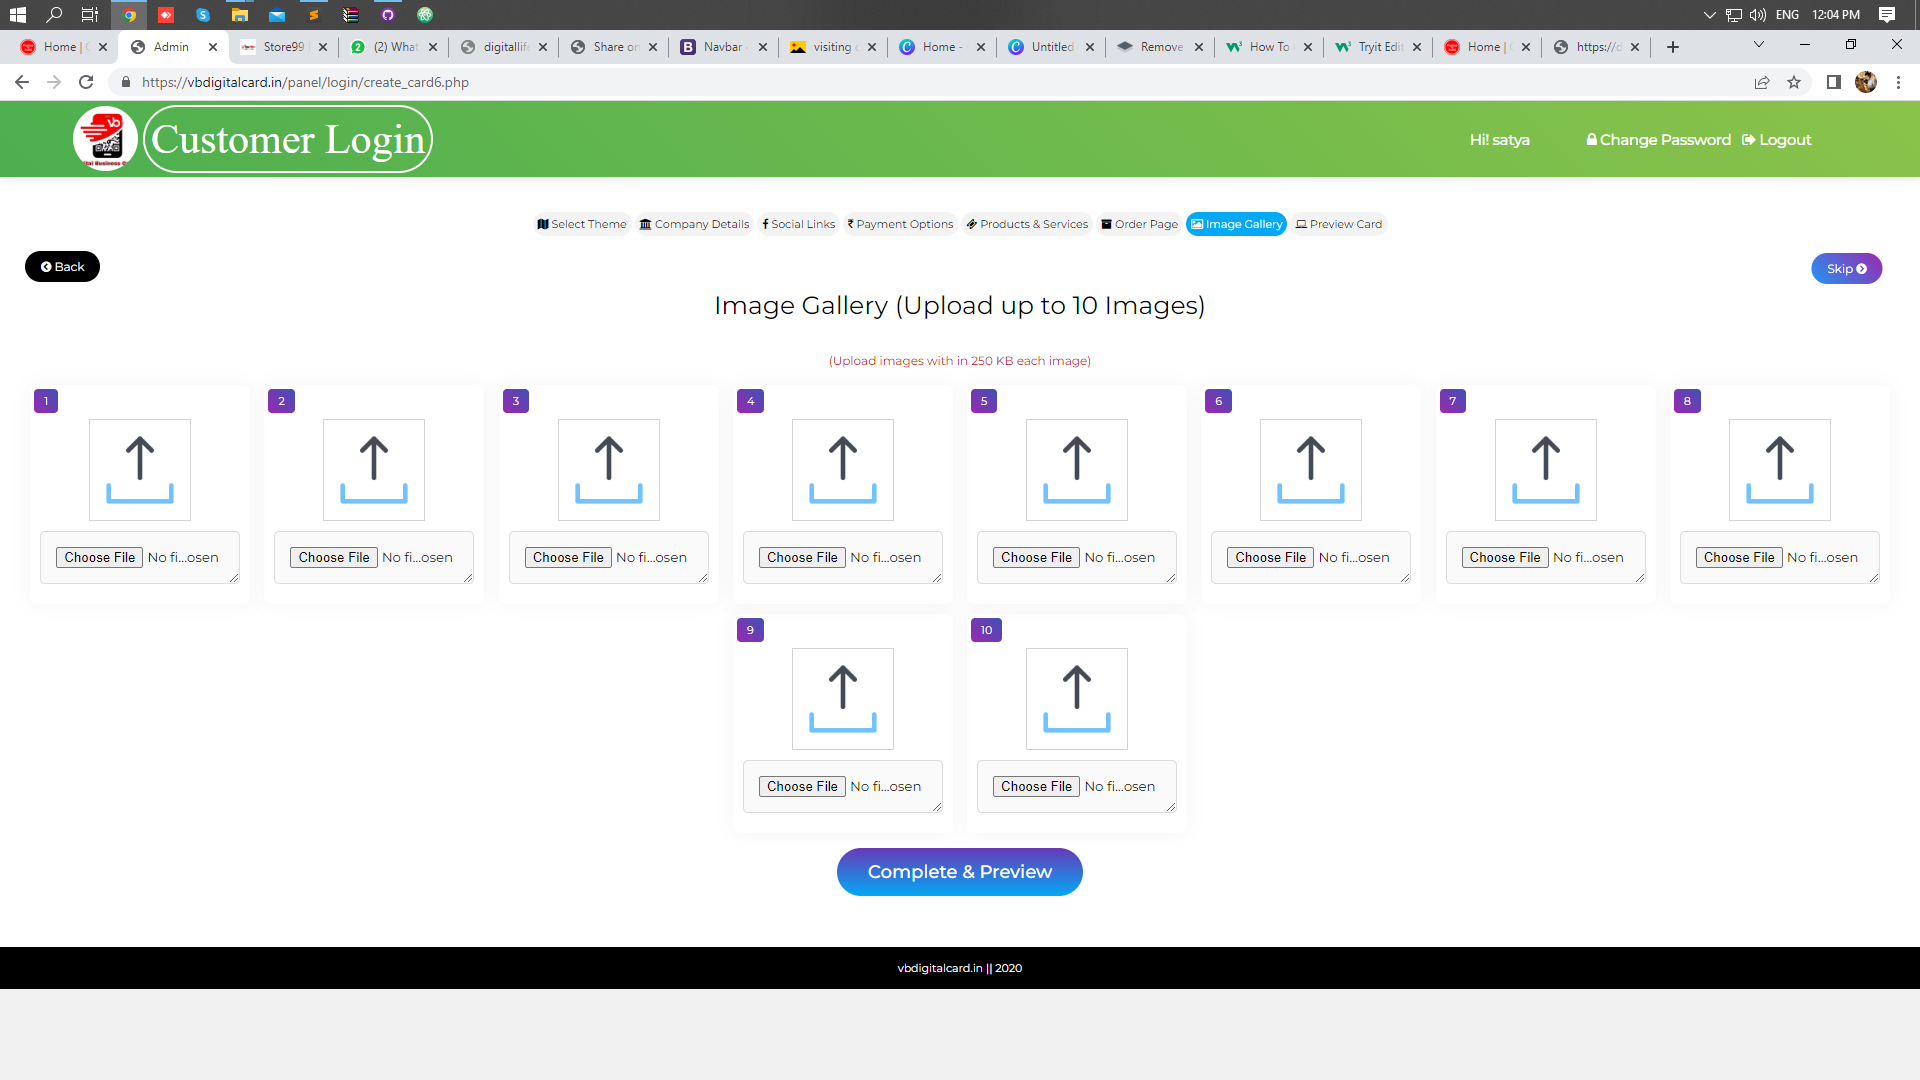 ENG 12:04 PM
Home | Admin Store99 (2) What digitallife Share on Navbar visiting Home - Untitled Remove How To Tryit Edit Home | https://d
https://vbdigitalcard.in/panel/login/create_card6.php
vb
Customer Login Hi! satya Change Password Logout
Select Theme Company Details Social Links ₹ Payment Options Products & Services Order Page Image Gallery Preview Card
Back Skip
Image Gallery (Upload up to 10 Images)
(Upload images with in 250 KB each image)
1 2 3 4 5 6 7 8
Choose File No fi...osen Choose File No fi...osen Choose File No fi...osen Choose File No fi...osen Choose File No fi...osen Choose File No fi...osen Choose File No fi...osen Choose File No fi...osen
9 10
Choose File No fi...osen Choose File No fi...osen
Complete & Preview
vbdigitalcard.in || 2020